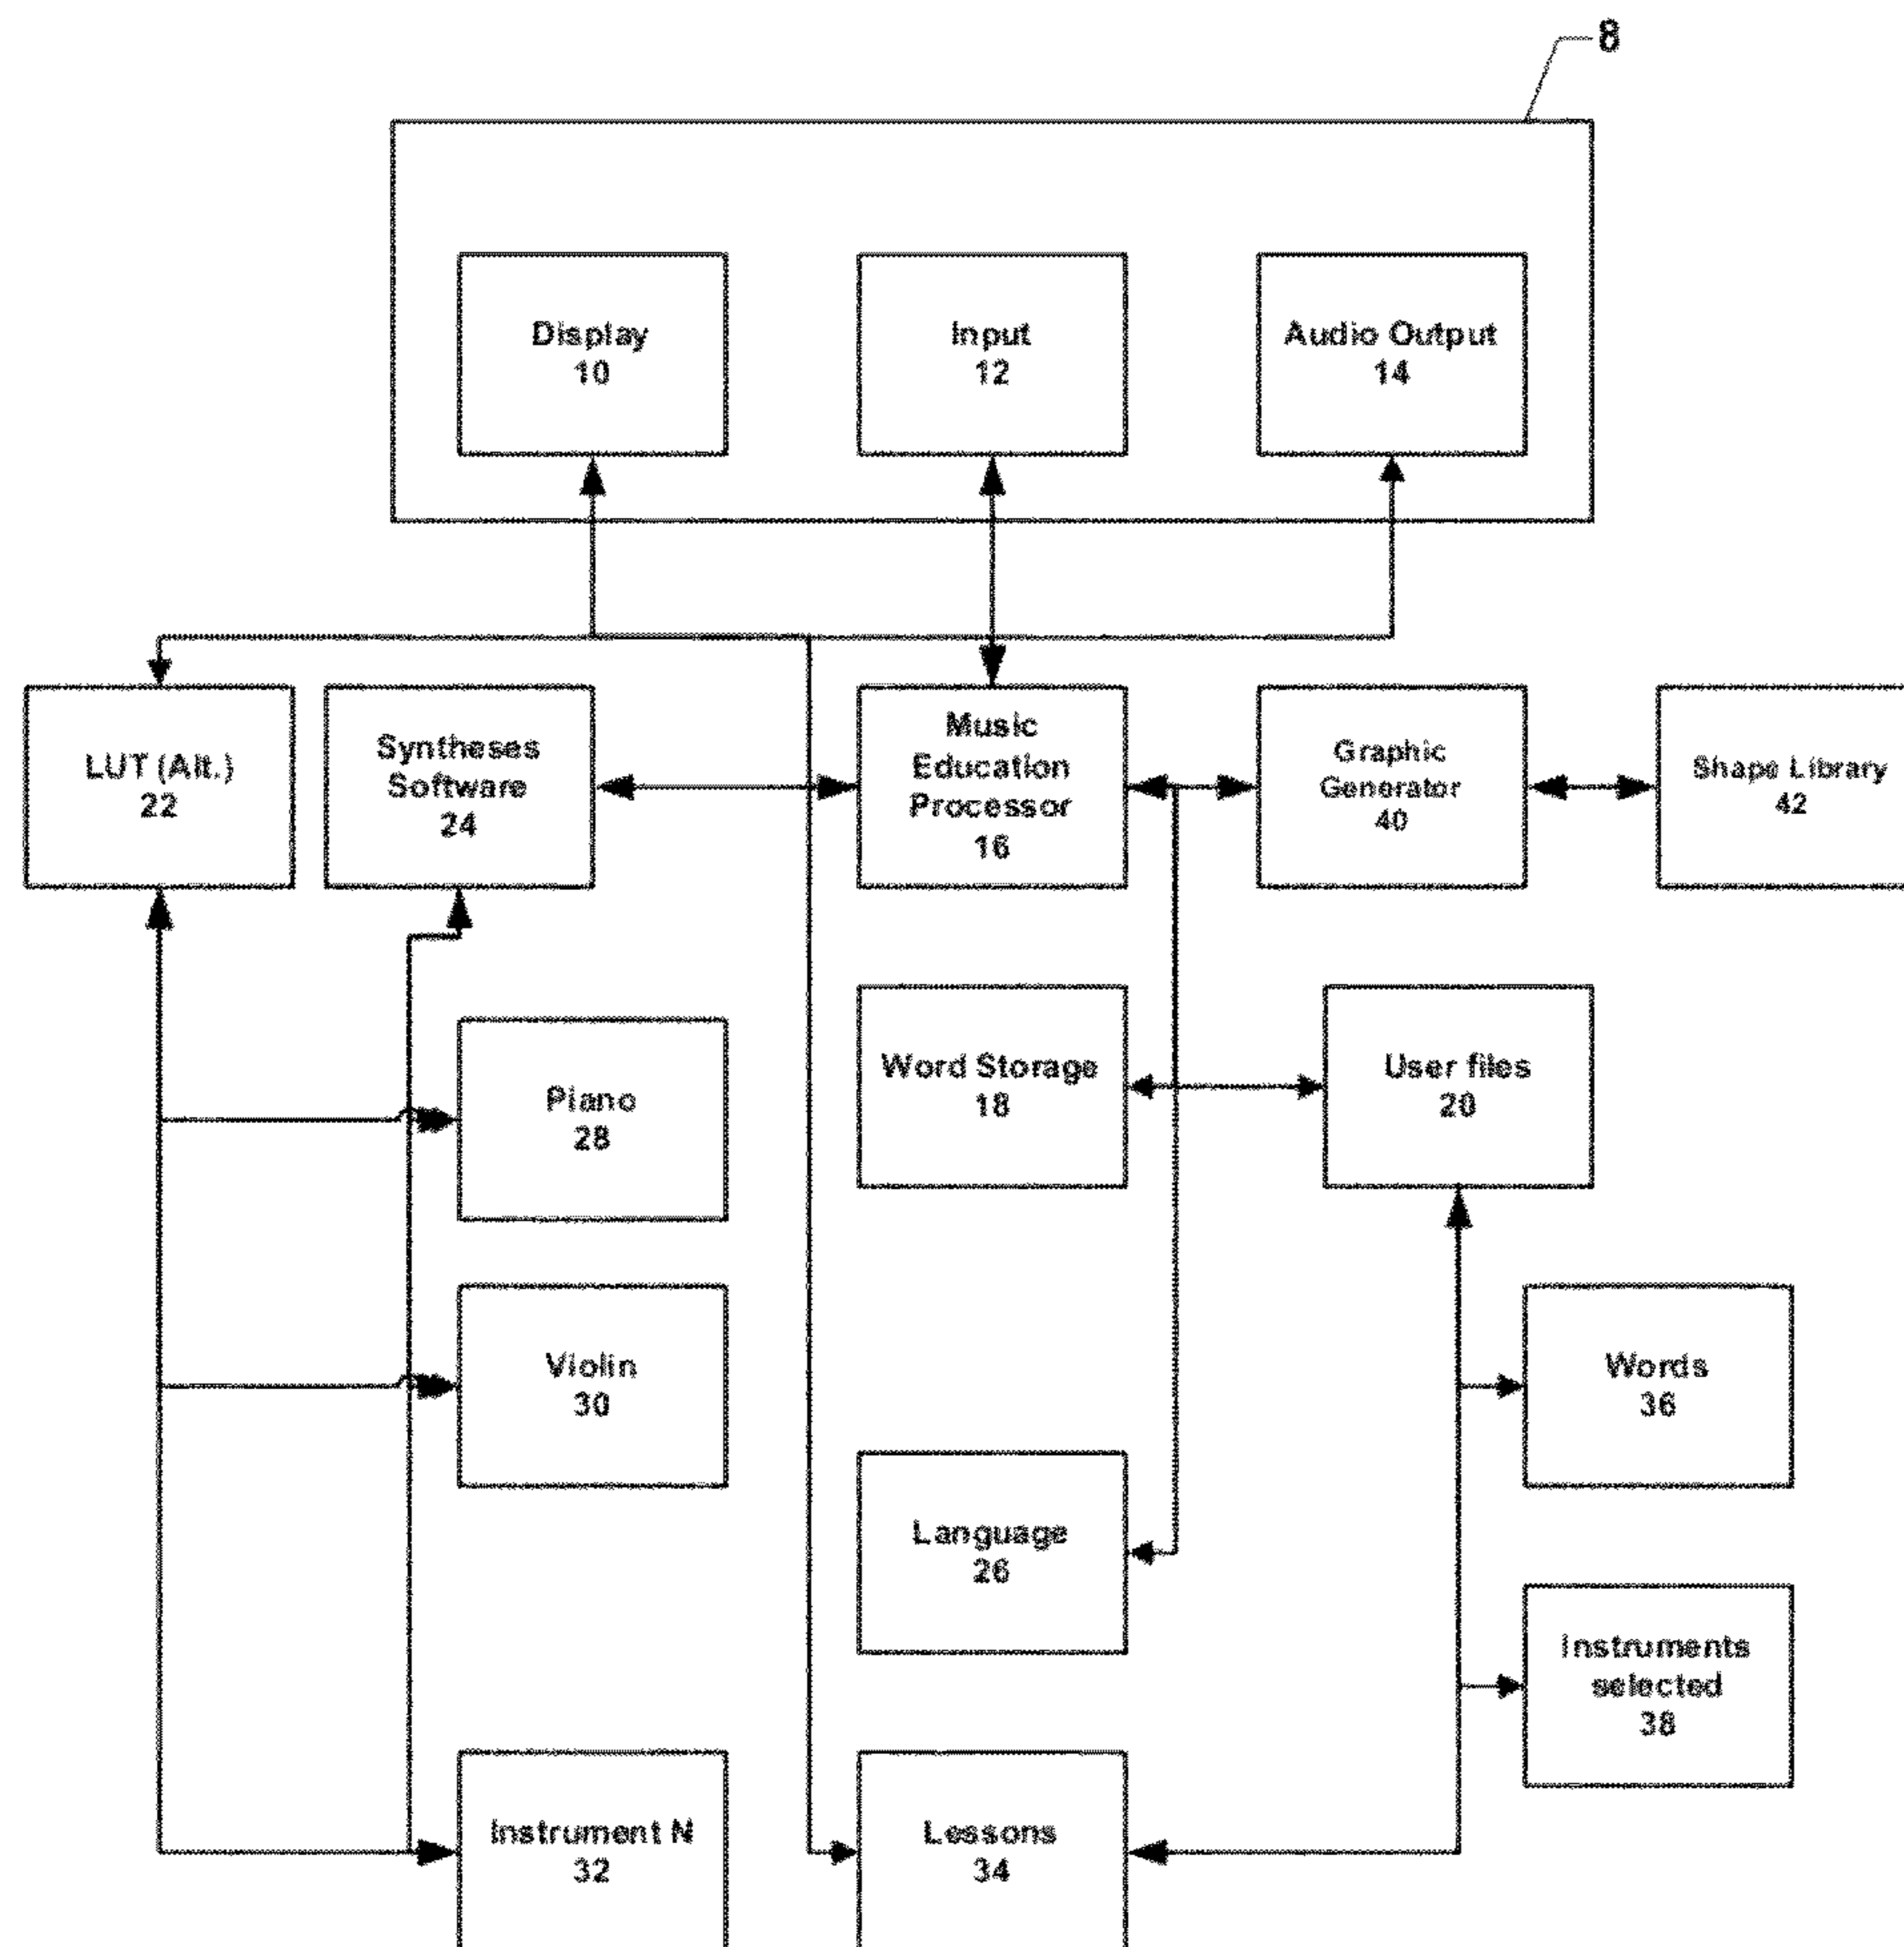 8
Display
10
Input
12
Audio Output
14
LUT (Alt.)
22
Syntheses
Software
24
Music
Education
Processor
16
Graphic
Generator
40
Shape Library
42
Word Storage
18
User files
20
Piano
28
Violin
30
Words
36
Language
26
Instruments
selected
38
Instrument N
32
Lessons
34